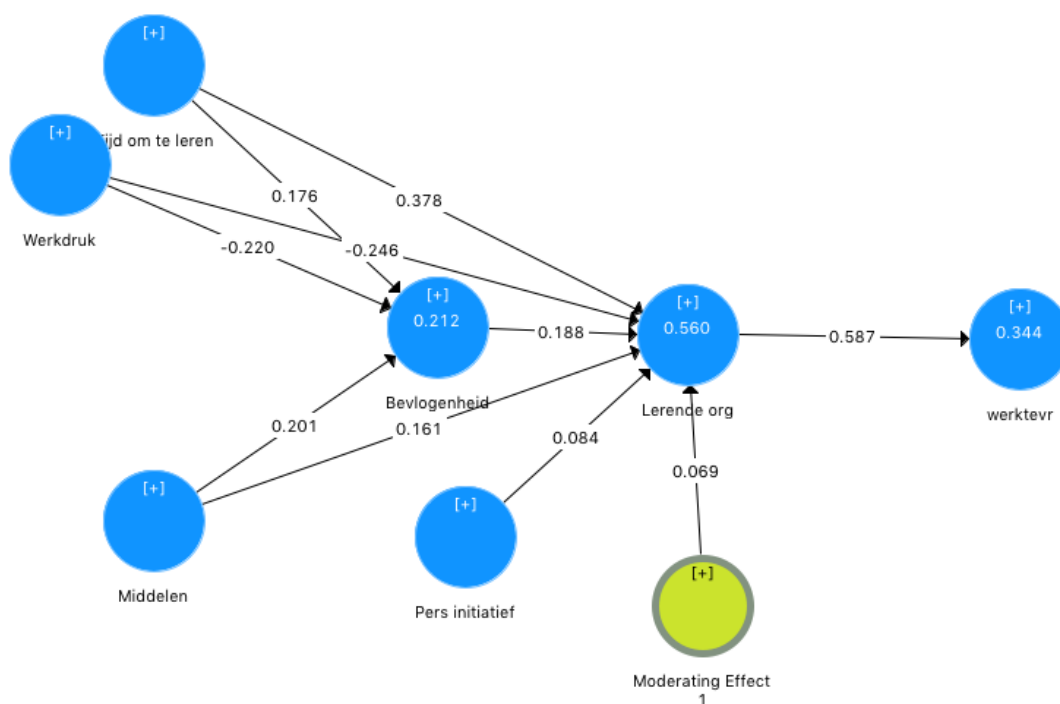 [+]
[+]
ijd om te leren
Werkdruk
0.176
0.378
-0.220
-0.246
[+]
0.212
Bevlogenheid
0.188
[+]
0.560
Lerende org
0.587
[+]
0.344
werktevr
0.201
0.161
0.084
0.069
[+]
Middelen
[+]
Pers initiatief
[+]
Moderating Effect
1